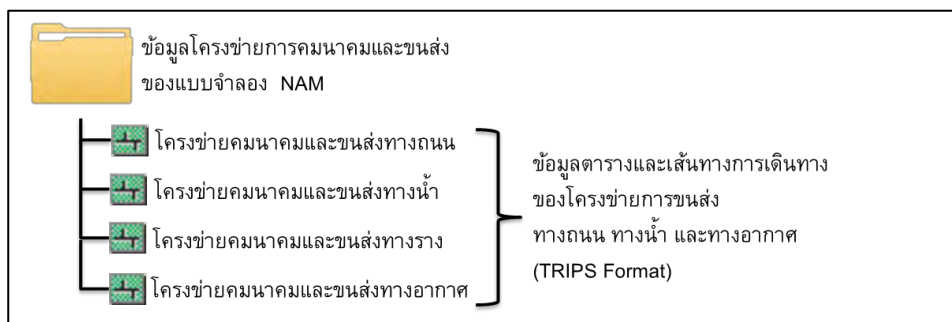 ข้อมูลโครงข่ายการคมนาคมและขนส่ง
ของแบบจำลอง NAM
โครงข่ายคมนาคมและขนส่งทางถนน
โครงข่ายคมนาคมและขนส่งทางน้ำ
โครงข่ายคมนาคมและขนส่งทางราง
โครงข่ายคมนาคมและขนส่งทางอากาศ
ข้อมูลตารางและเส้นทางการเดินทาง
ของโครงข่ายการขนส่ง
ทางถนน ทางน้ำ และทางอากาศ
(TRIPS Format)